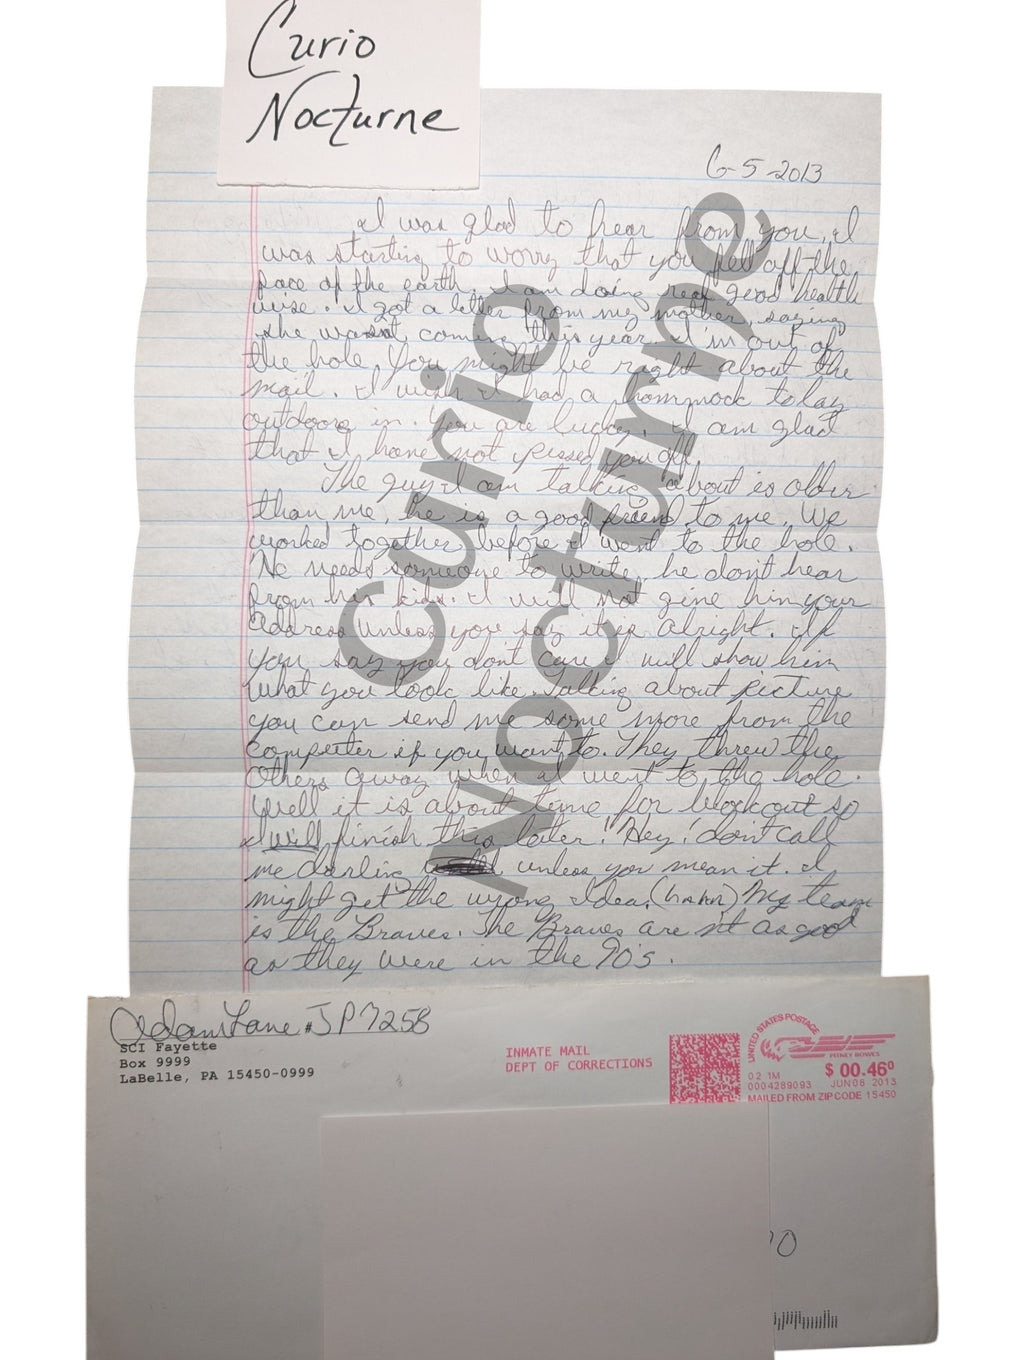 Curio
Nocturne
6-5-2013
I was glad to hear from you, I
was starting to worry that you fell off the
face of the earth. I am doing real good health
wise. I got a letter from my mother, saying
she wasn't coming this year. I'm out of
the hole. You might be right about the
mail. I wish I had a hommock to lay
outdoors in. You are lucky. I am glad
that I have not pissed you off.
The guy I am talking about is older
than me, he is a good friend to me. We
worked together before I went to the hole.
He needs someone to write, he don't hear
from his kids. I will not give him your
Address unless you say it is alright. If
you say you don't care I will show him
what you look like. Talking about picture
you can send me some more from the
computer if you want to. They threw the
others away when I went to the hole.
Well it is about time for block out so
I will finish this later! Hey! don't call
me darling unless you mean it. I
might get the wrong Idea. (ha ha) My team
is the Braves. The Braves are nt as good
as they were in the 90's.
Curio
Nocturne
Adam Lane #JP7258
SCI Fayette
Box 9999
LaBelle, PA 15450-0999
INMATE MAIL
DEPT OF CORRECTIONS
UNITED STATES POSTAGE
PITNEY BOWES
02 1M
$ 00.46⁰
0004289093 JUN 06 2013
MAILED FROM ZIP CODE 15450